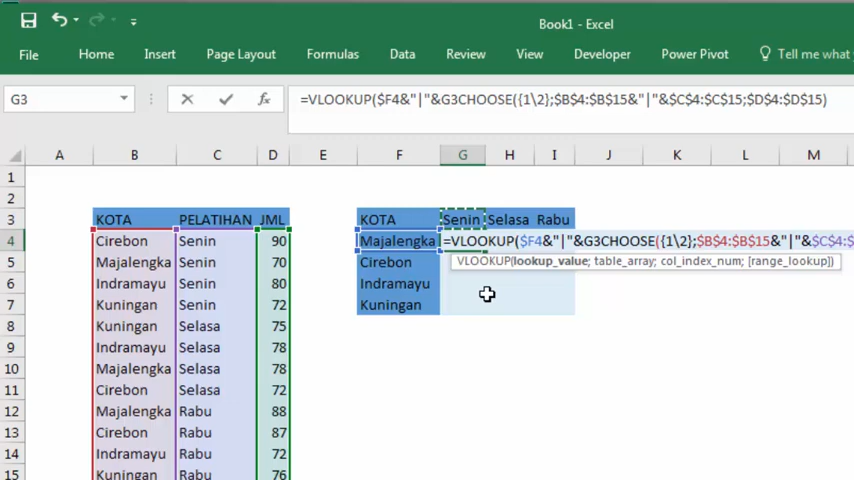 Book1 - Excel
File Home Insert Page Layout Formulas Data Review View Developer Power Pivot Tell me what
G3 fx =VLOOKUP($F4&"|"&G3CHOOSE({1\2};$B$4:$B$15&"|"&$C$4:$C$15;$D$4:$D$15)
A B C D E F G H I J K L M
1
2
3 KOTA PELATIHAN JML KOTA Senin Selasa Rabu
4 Cirebon Senin 90 Majalengka =VLOOKUP($F4&"|"&G3CHOOSE({1\2};$B$4:$B$15&"|"&$C$4:$C
5 Majalengka Senin 70 Cirebon VLOOKUP(lookup_value; table_array; col_index_num; [range_lookup])
6 Indramayu Senin 80 Indramayu
7 Kuningan Senin 72 Kuningan
8 Kuningan Selasa 75
9 Indramayu Selasa 78
10 Majalengka Selasa 78
11 Cirebon Selasa 72
12 Majalengka Rabu 88
13 Cirebon Rabu 87
14 Indramayu Rabu 72
15 Kuningan Rabu 76